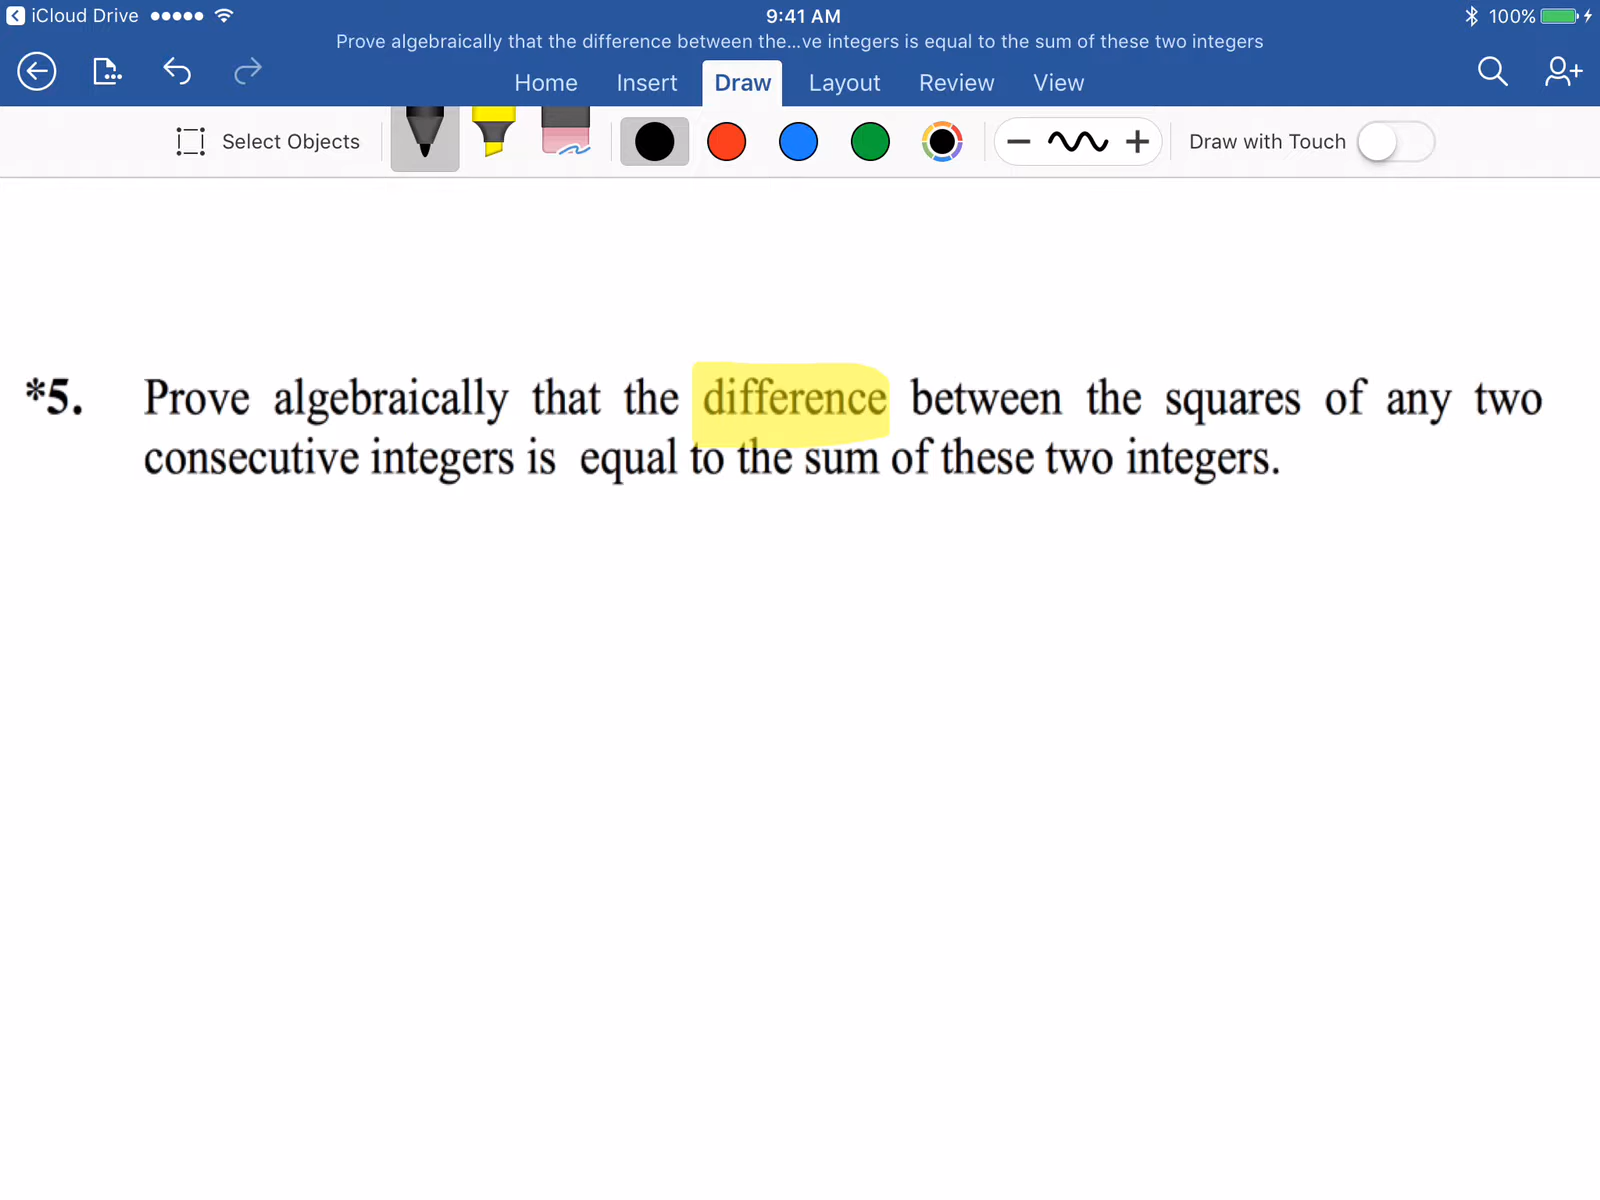 iCloud Drive 9:41 AM 100%
Prove algebraically that the difference between the...ve integers is equal to the sum of these two integers
Home Insert Draw Layout Review View
Select Objects Draw with Touch
*5. Prove algebraically that the difference between the squares of any two
consecutive integers is equal to the sum of these two integers.